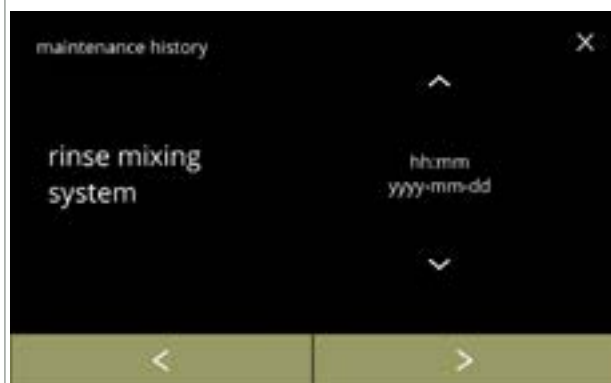 maintenance history
rinse mixing
system
hh:mm
yyyy-mm-dd